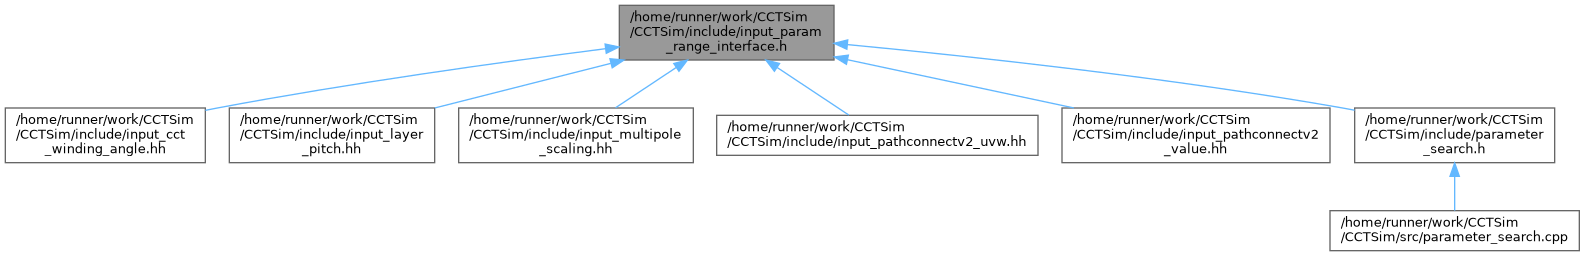 /home/runner/work/CCTSim
/CCTSim/include/input_param
_range_interface.h
/home/runner/work/CCTSim
/CCTSim/include/input_cct
_winding_angle.hh
/home/runner/work/CCTSim
/CCTSim/include/input_layer
_pitch.hh
/home/runner/work/CCTSim
/CCTSim/include/input_multipole
_scaling.hh
/home/runner/work/CCTSim
/CCTSim/include/input_pathconnectv2_uvw.hh
/home/runner/work/CCTSim
/CCTSim/include/input_pathconnectv2
_value.hh
/home/runner/work/CCTSim
/CCTSim/include/parameter
_search.h
/home/runner/work/CCTSim
/CCTSim/src/parameter_search.cpp